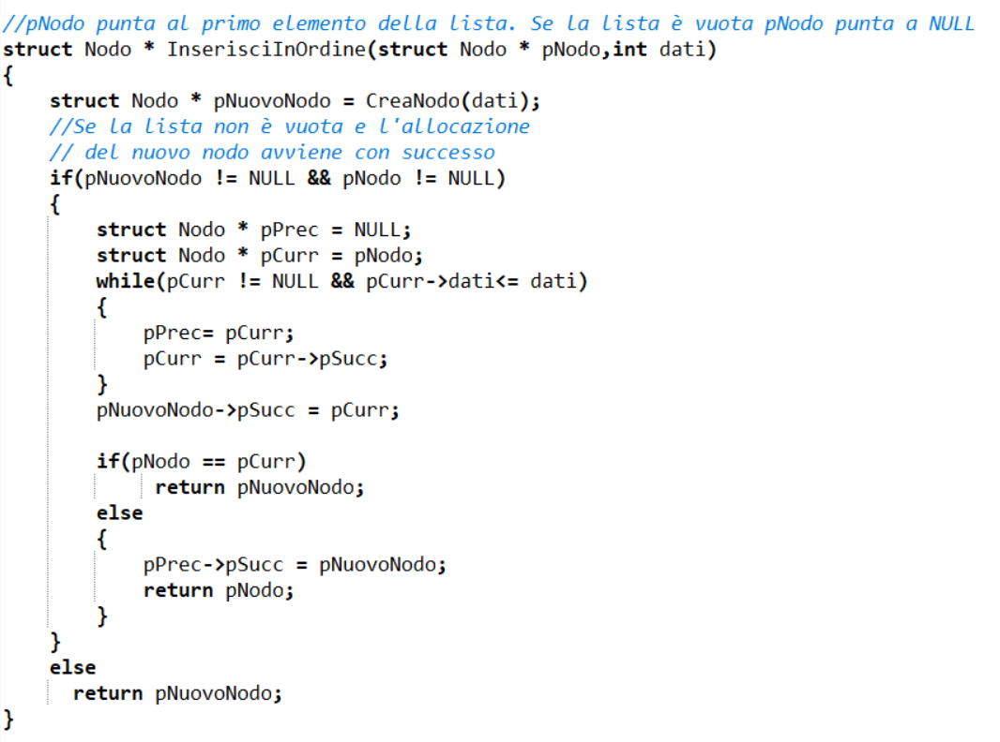 //pNodo punta al primo elemento della lista. Se la lista è vuota pNodo punta a NULL
struct Nodo * InserisciInOrdine(struct Nodo * pNodo,int dati)
{
    struct Nodo * pNuovoNodo = CreaNodo(dati);
    //Se la lista non è vuota e l'allocazione
    // del nuovo nodo avviene con successo
    if(pNuovoNodo != NULL && pNodo != NULL)
    {
        struct Nodo * pPrec = NULL;
        struct Nodo * pCurr = pNodo;
        while(pCurr != NULL && pCurr->dati<= dati)
        {
            pPrec= pCurr;
            pCurr = pCurr->pSucc;
        }
        pNuovoNodo->pSucc = pCurr;

        if(pNodo == pCurr)
             return pNuovoNodo;
        else
        {
            pPrec->pSucc = pNuovoNodo;
            return pNodo;
        }
    }
    else
      return pNuovoNodo;
}